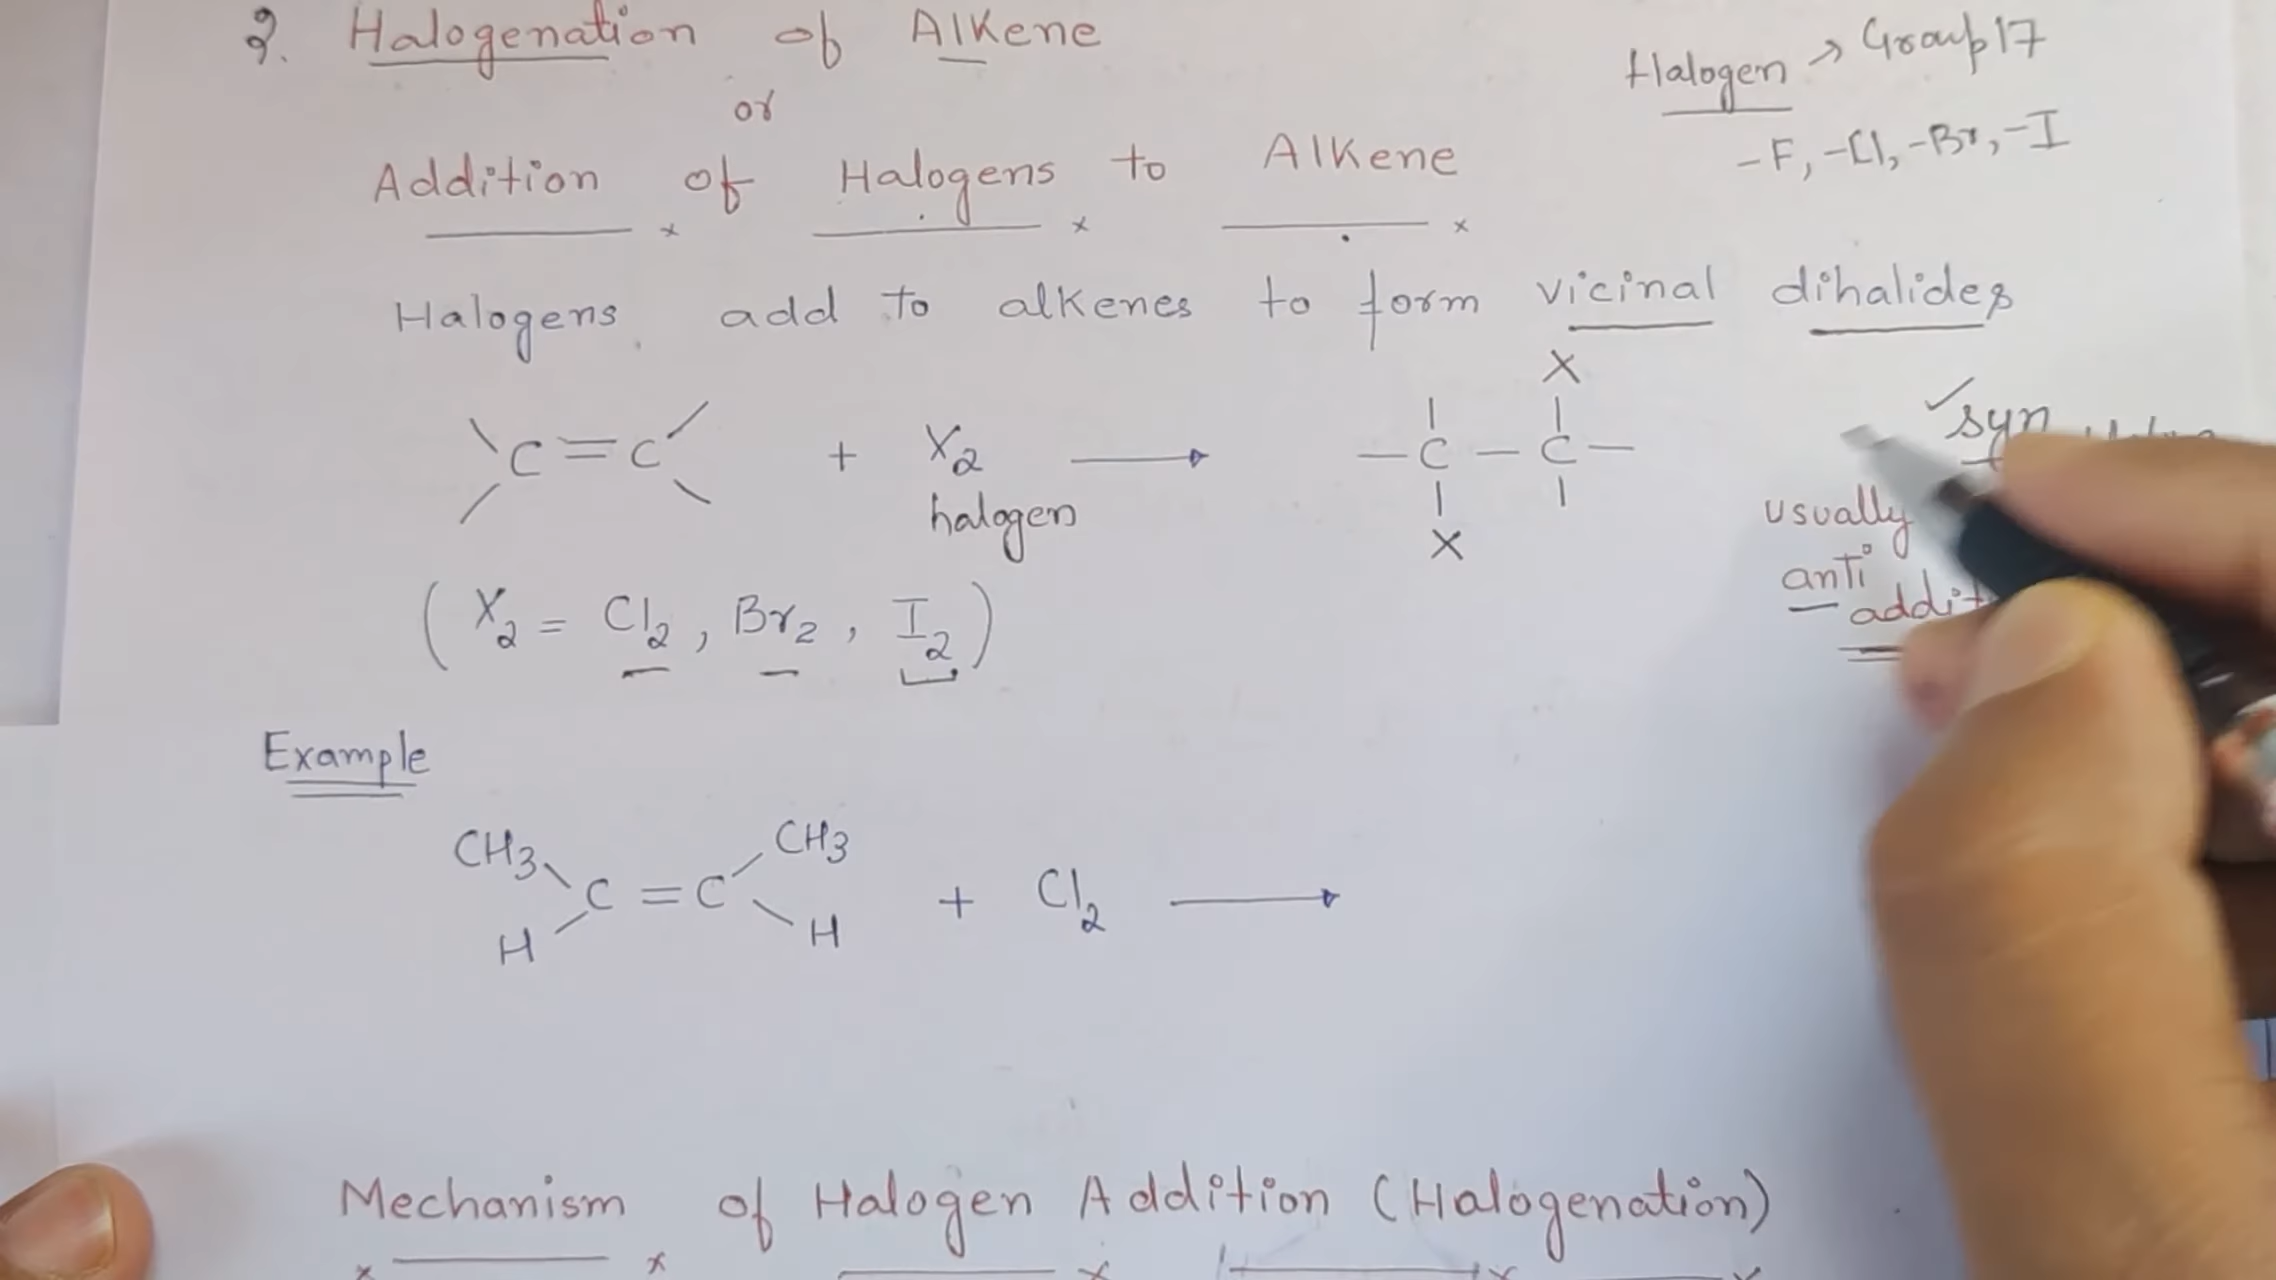 2. Halogenation of Alkene
or
Addition of Halogens to Alkene
Halogen → Group 17
-F, -Cl, -Br, -I
Halogens add to alkenes to form vicinal dihalides
C = C + X2 → - C - C -
X
X
halogen
syn
usually
anti
(X2 = Cl2, Br2, I2)
Example
CH3 CH3
C = C + Cl2 →
H H
Mechanism of Halogen Addition (Halogenation)